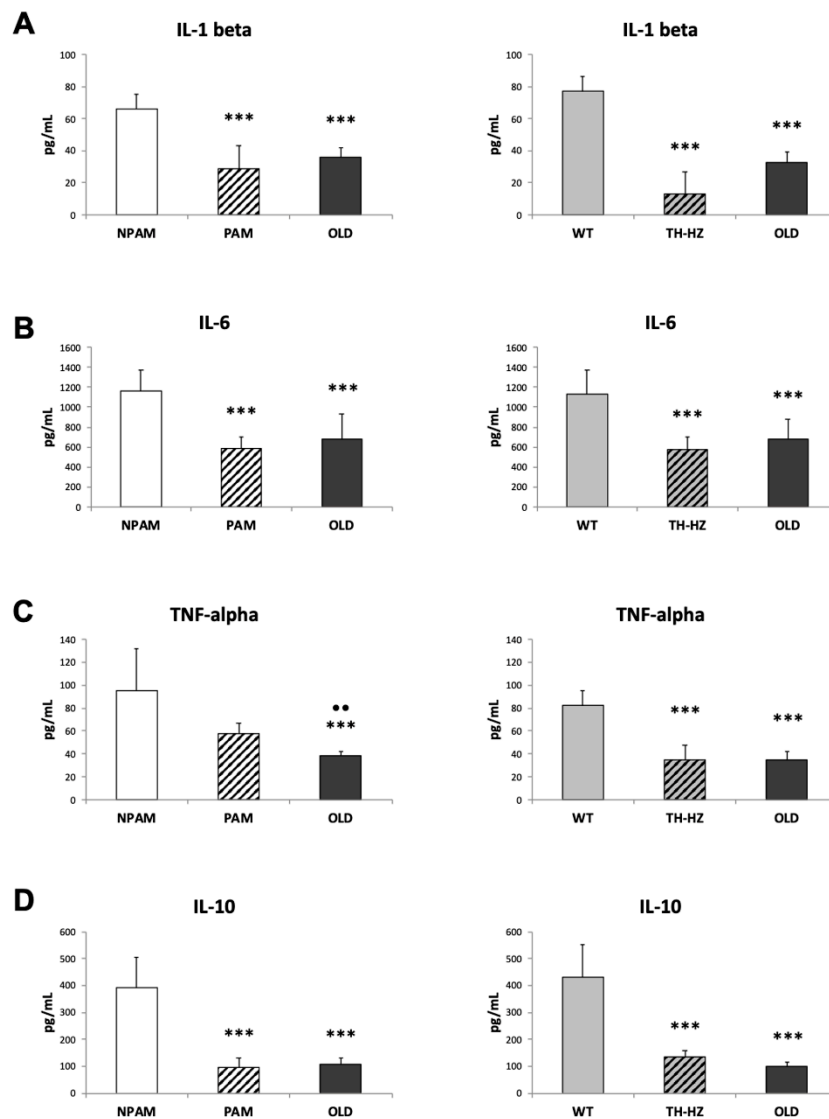 A
IL-1 beta
pg/mL
100
80
60
40
20
0
***
***
NPAM PAM OLD
IL-1 beta
pg/mL
100
80
60
40
20
0
***
***
WT TH-HZ OLD
B
IL-6
pg/mL
1600
1400
1200
1000
800
600
400
200
0
***
***
NPAM PAM OLD
IL-6
pg/mL
1600
1400
1200
1000
800
600
400
200
0
***
***
WT TH-HZ OLD
C
TNF-alpha
pg/mL
140
120
100
80
60
40
20
0
••
***
NPAM PAM OLD
TNF-alpha
pg/mL
140
120
100
80
60
40
20
0
***
***
WT TH-HZ OLD
D
IL-10
pg/mL
600
500
400
300
200
100
0
***
***
NPAM PAM OLD
IL-10
pg/mL
600
500
400
300
200
100
0
***
***
WT TH-HZ OLD